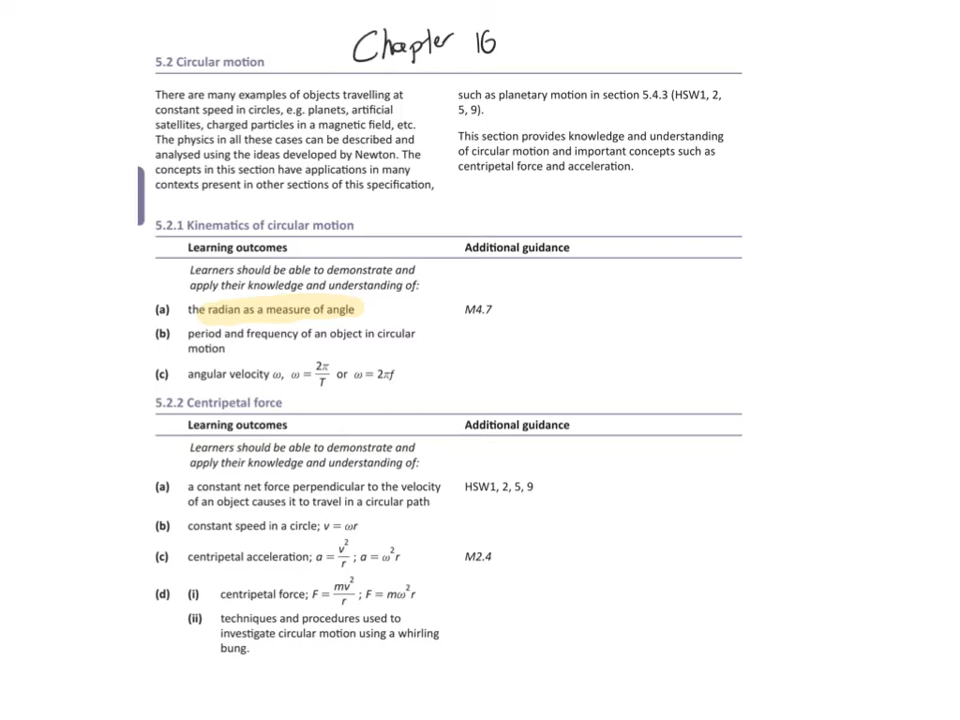 Chapter 16
5.2 Circular motion
There are many examples of objects travelling at
constant speed in circles, e.g. planets, artificial
satellites, charged particles in a magnetic field, etc.
The physics in all these cases can be described and
analysed using the ideas developed by Newton. The
concepts in this section have applications in many
contexts present in other sections of this specification,
such as planetary motion in section 5.4.3 (HSW1, 2,
5, 9).
This section provides knowledge and understanding
of circular motion and important concepts such as
centripetal force and acceleration.
5.2.1 Kinematics of circular motion
Learning outcomes Additional guidance
Learners should be able to demonstrate and
apply their knowledge and understanding of:
(a) the radian as a measure of angle M4.7
(b) period and frequency of an object in circular
motion
(c) angular velocity ω, ω = 2π/T or ω = 2πf
5.2.2 Centripetal force
Learning outcomes Additional guidance
Learners should be able to demonstrate and
apply their knowledge and understanding of:
(a) a constant net force perpendicular to the velocity HSW1, 2, 5, 9
of an object causes it to travel in a circular path
(b) constant speed in a circle; v = ωr
(c) centripetal acceleration; a = v²/r ; a = ω²r M2.4
(d) (i) centripetal force; F = mv²/r ; F = mω²r
(ii) techniques and procedures used to
investigate circular motion using a whirling
bung.